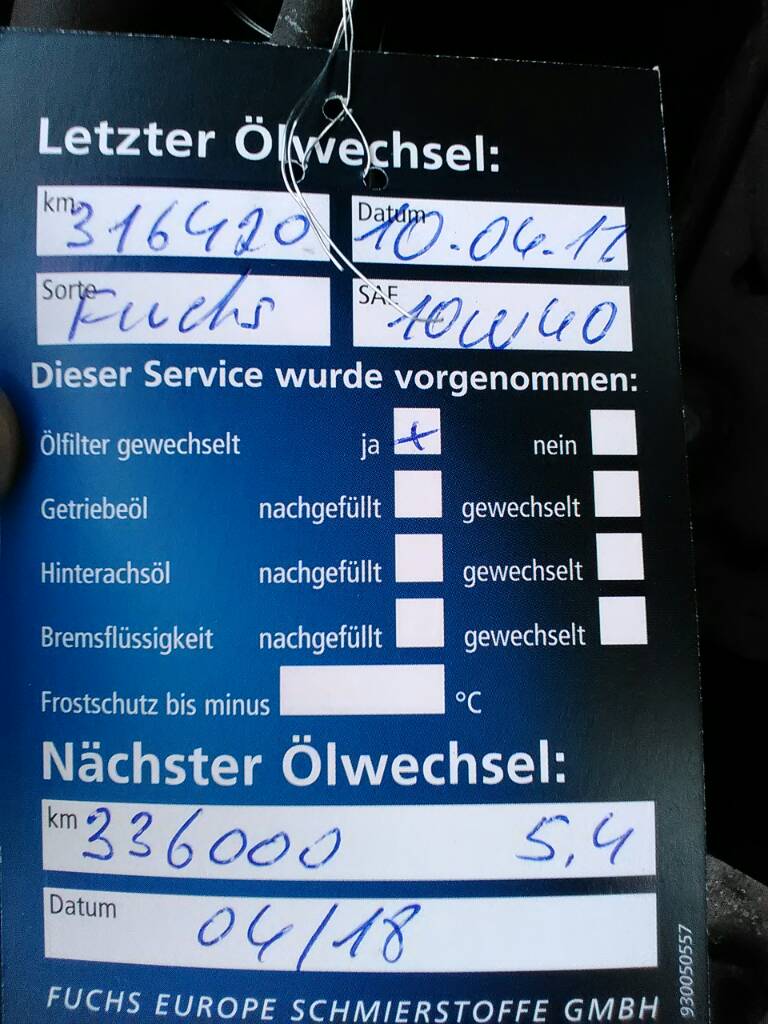 Letzter Ölwechsel:
km 316420 Datum 10.04.17
Sorte Fuchs SAE 10W40
Dieser Service wurde vorgenommen:
Ölfilter gewechselt ja + nein
Getriebeöl nachgefüllt gewechselt
Hinterachsöl nachgefüllt gewechselt
Bremsflüssigkeit nachgefüllt gewechselt
Frostschutz bis minus °C
Nächster Ölwechsel:
km 336000 5,4
Datum 04/18
FUCHS EUROPE SCHMIERSTOFFE GMBH
930050557